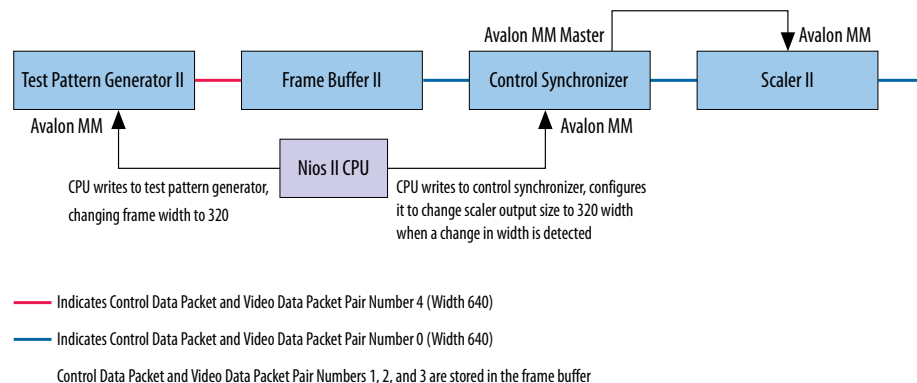 Avalon MM Master
Avalon MM
Test Pattern Generator II
Frame Buffer II
Control Synchronizer
Scaler II
Avalon MM
Avalon MM
Nios II CPU
CPU writes to test pattern generator,
changing frame width to 320
CPU writes to control synchronizer, configures
it to change scaler output size to 320 width
when a change in width is detected
Indicates Control Data Packet and Video Data Packet Pair Number 4 (Width 640)
Indicates Control Data Packet and Video Data Packet Pair Number 0 (Width 640)
Control Data Packet and Video Data Packet Pair Numbers 1, 2, and 3 are stored in the frame buffer